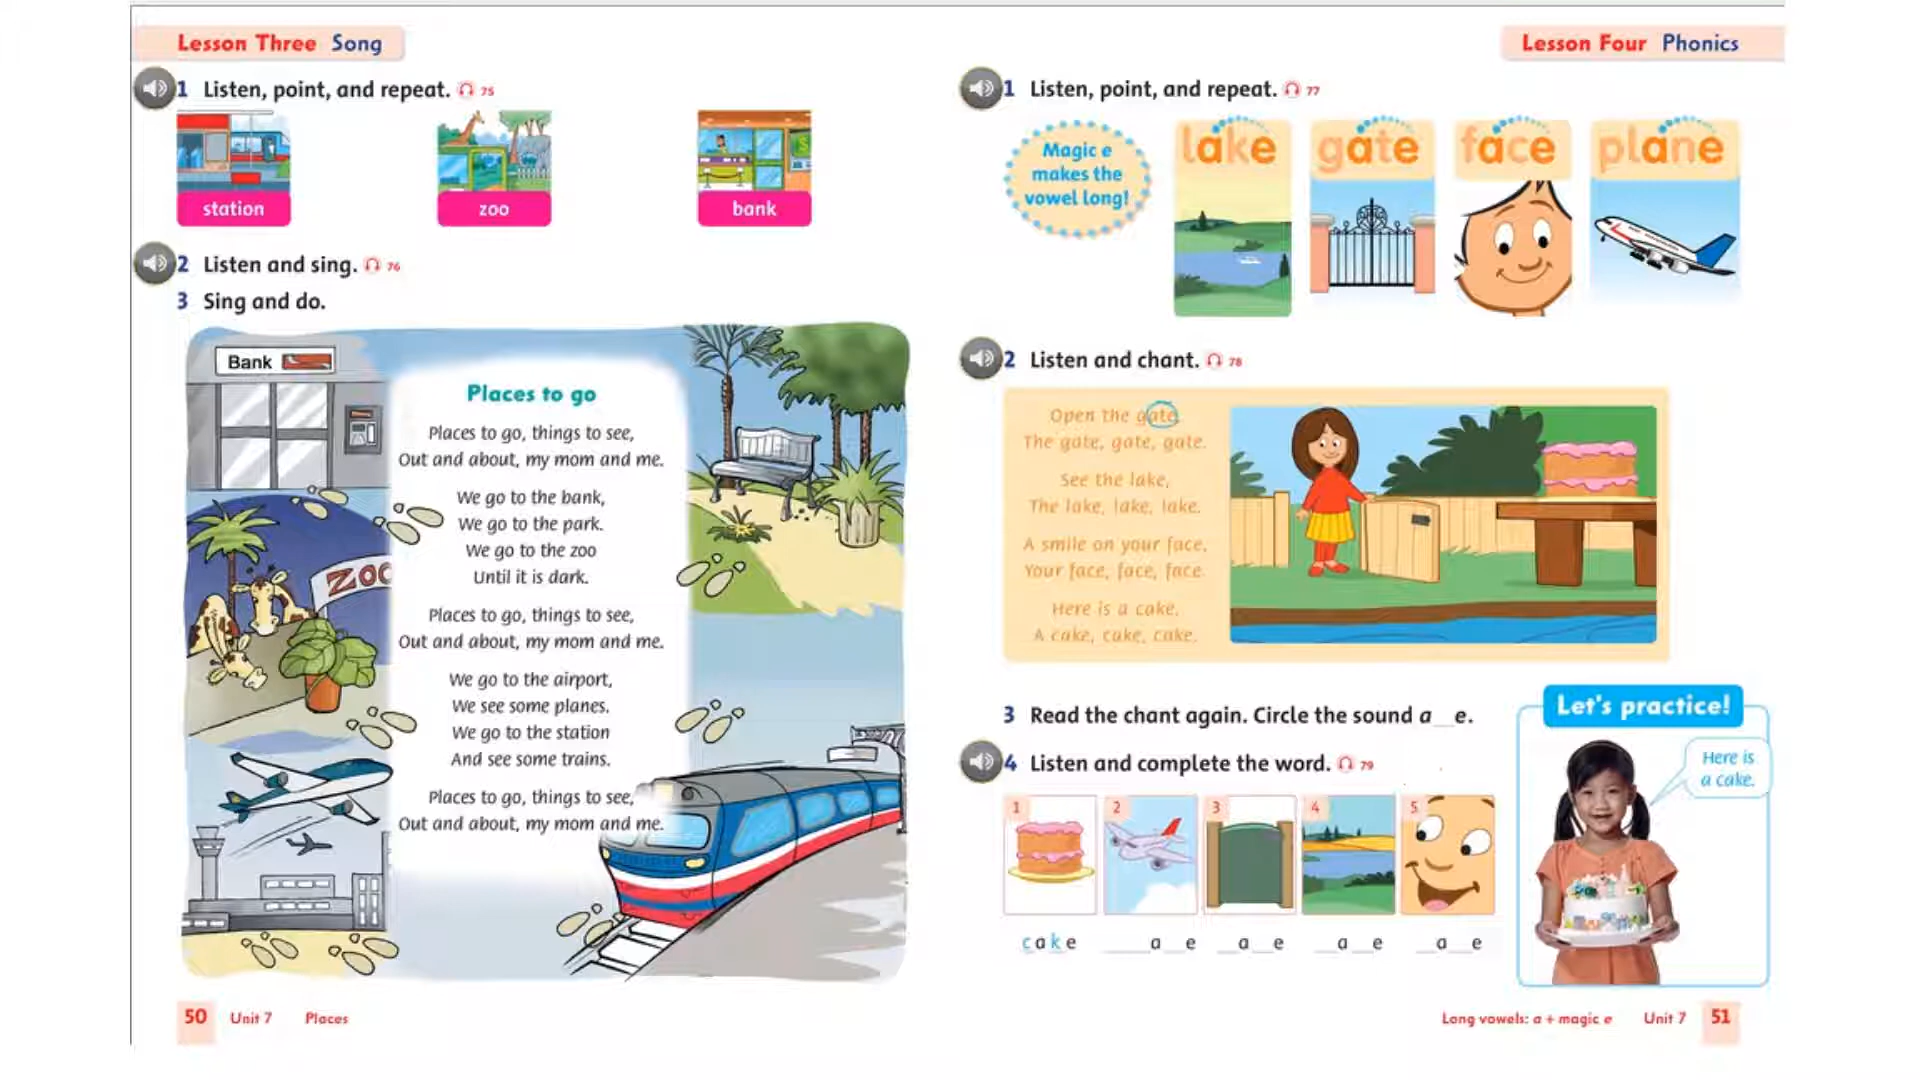 Lesson Three Song
1 Listen, point, and repeat. 75
station
zoo
bank
2 Listen and sing. 76
3 Sing and do.
Bank
ZOO
Places to go
Places to go, things to see,
Out and about, my mom and me.
We go to the bank,
We go to the park.
We go to the zoo
Until it is dark.
Places to go, things to see,
Out and about, my mom and me.
We go to the airport,
We see some planes.
We go to the station
And see some trains.
Places to go, things to see,
Out and about, my mom and me.
50 Unit 7 Places
Lesson Four Phonics
1 Listen, point, and repeat. 77
Magic e
makes the
vowel long!
lake
gate
face
plane
2 Listen and chant. 78
Open the gate.
The gate, gate, gate.
See the lake,
The lake, lake, lake.
A smile on your face,
Your face, face, face.
Here is a cake,
A cake, cake, cake.
3 Read the chant again. Circle the sound a__e.
4 Listen and complete the word. 79
1 2 3 4 5
cake ____a__e __a__e __a__e __a__e
Let's practice!
Here is
a cake.
Long vowels: a + magic e Unit 7 51